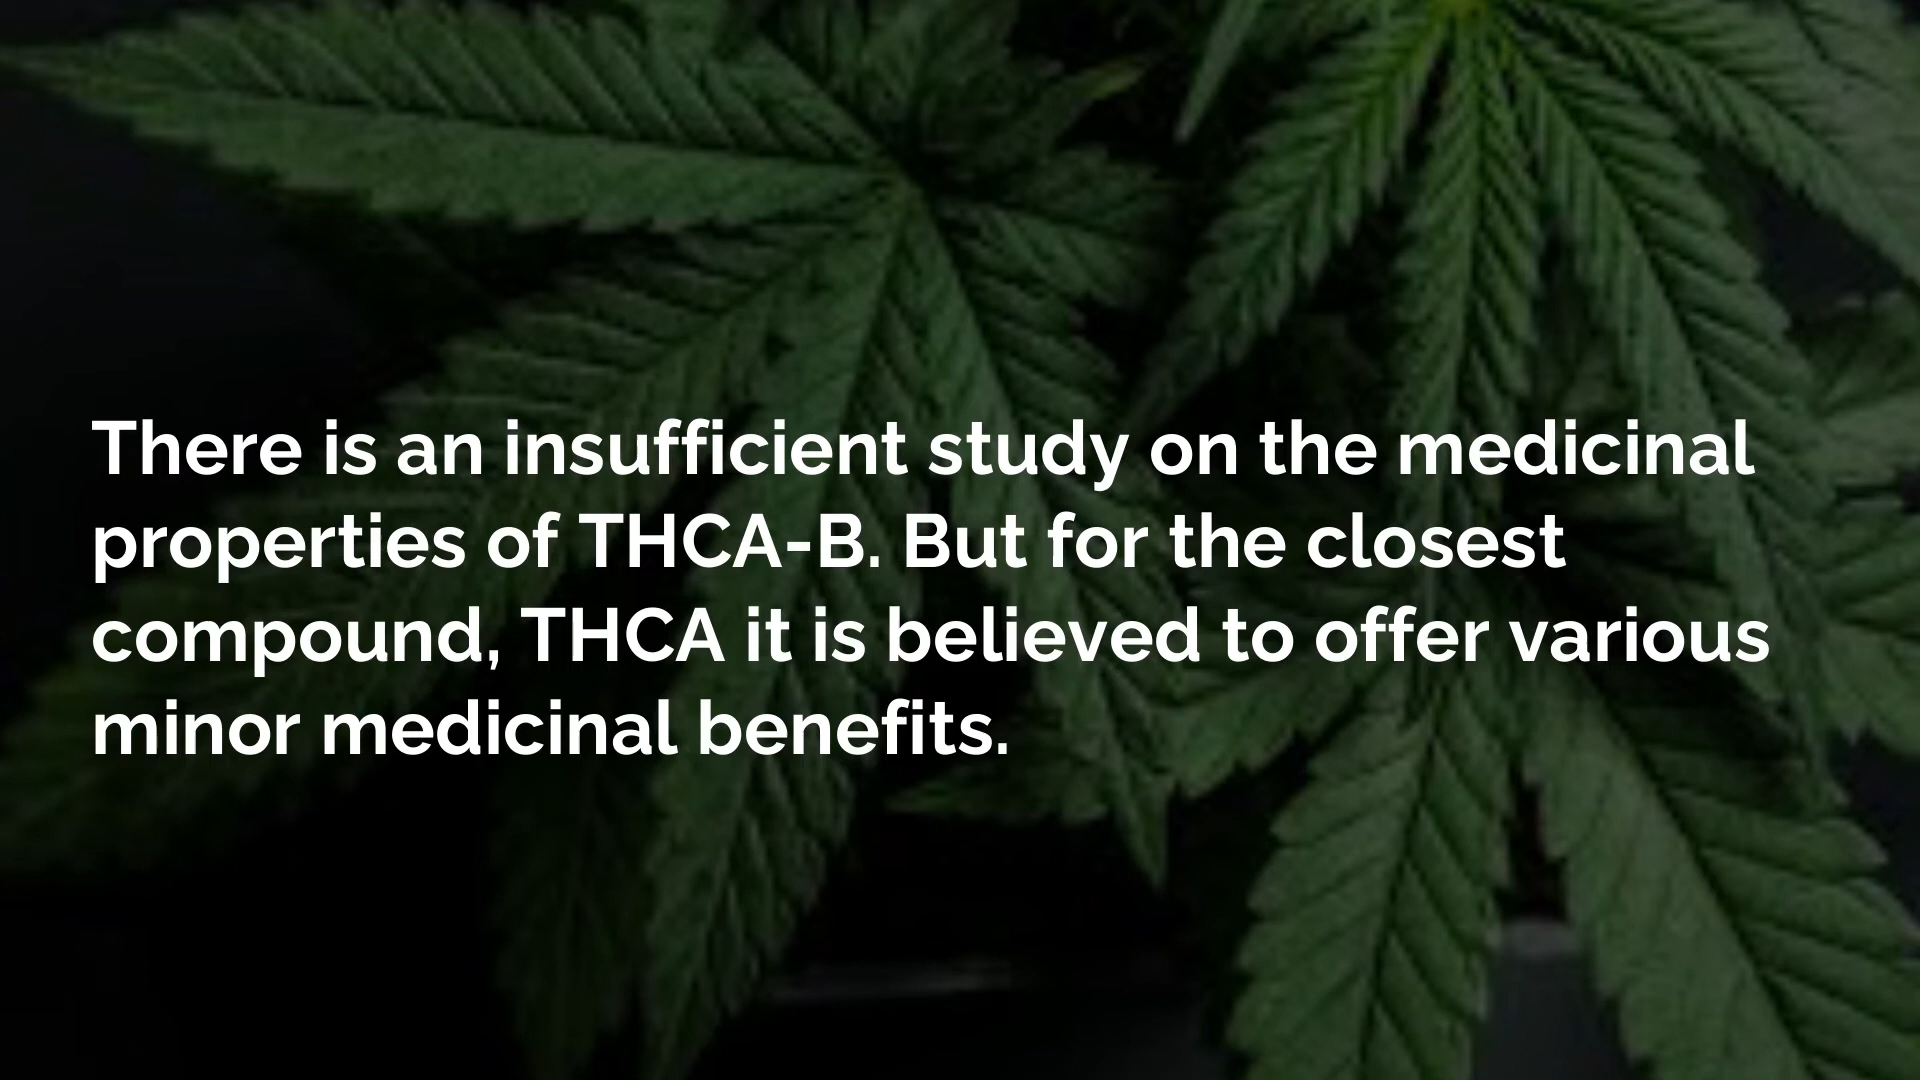 There is an insufficient study on the medicinal
properties of THCA-B. But for the closest
compound, THCA it is believed to offer various
minor medicinal benefits.